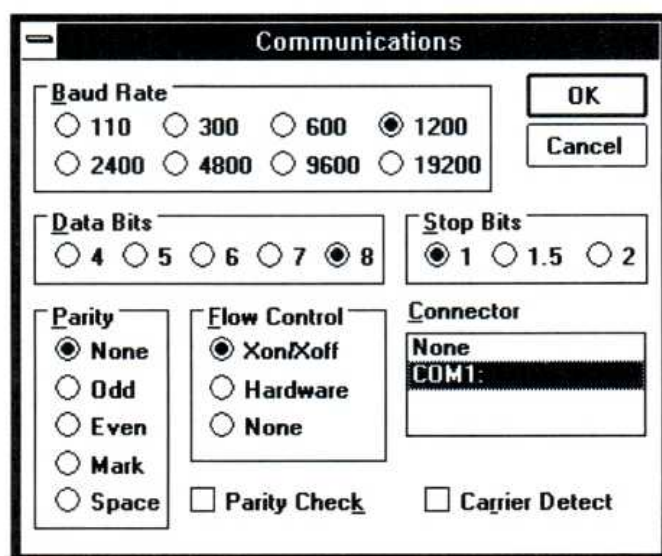 Communications
Baud Rate
110 300 600 1200
2400 4800 9600 19200
OK
Cancel
Data Bits
4 5 6 7 8
Stop Bits
1 1.5 2
Parity
None
Odd
Even
Mark
Space
Flow Control
Xon/Xoff
Hardware
None
Connector
None
COM1:
Parity Check
Carrier Detect